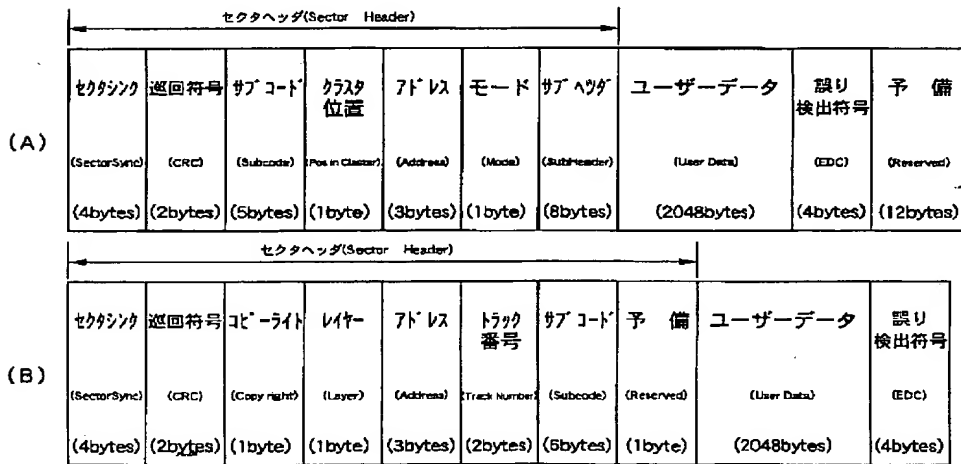 セクタヘッダ(Sector Header)
(A)
セクタシンク 巡回符号 サブコード クラスタ位置 アドレス モード サブヘッダ ユーザーデータ 誤り検出符号 予 備
(SectorSync) (CRC) (Subcode) (Pos in Cluster) (Address) (Mode) (SubHeader) (User Data) (EDC) (Reserved)
(4bytes) (2bytes) (5bytes) (1byte) (3bytes) (1byte) (8bytes) (2048bytes) (4bytes) (12bytes)
セクタヘッダ(Sector Header)
(B)
セクタシンク 巡回符号 コピーライト レイヤー アドレス トラック番号 サブコード 予 備 ユーザーデータ 誤り検出符号
(SectorSync) (CRC) (Copy right) (Layer) (Address) (Track Number) (Subcode) (Reserved) (User Data) (EDC)
(4bytes) (2bytes) (1byte) (1byte) (3bytes) (2bytes) (5bytes) (1byte) (2048bytes) (4bytes)